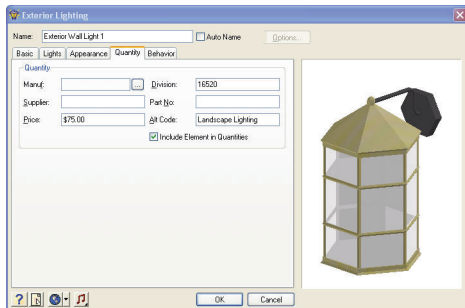 Exterior Lighting
Name: Exterior Wall Light 1 Auto Name Options...
Basic Lights Appearance Quantity Behavior
Quantity
Manuf: ... Division: 16520
Supplier: Part No:
Price: $75.00 Alt Code: Landscape Lighting
Include Element in Quantities
? OK Cancel